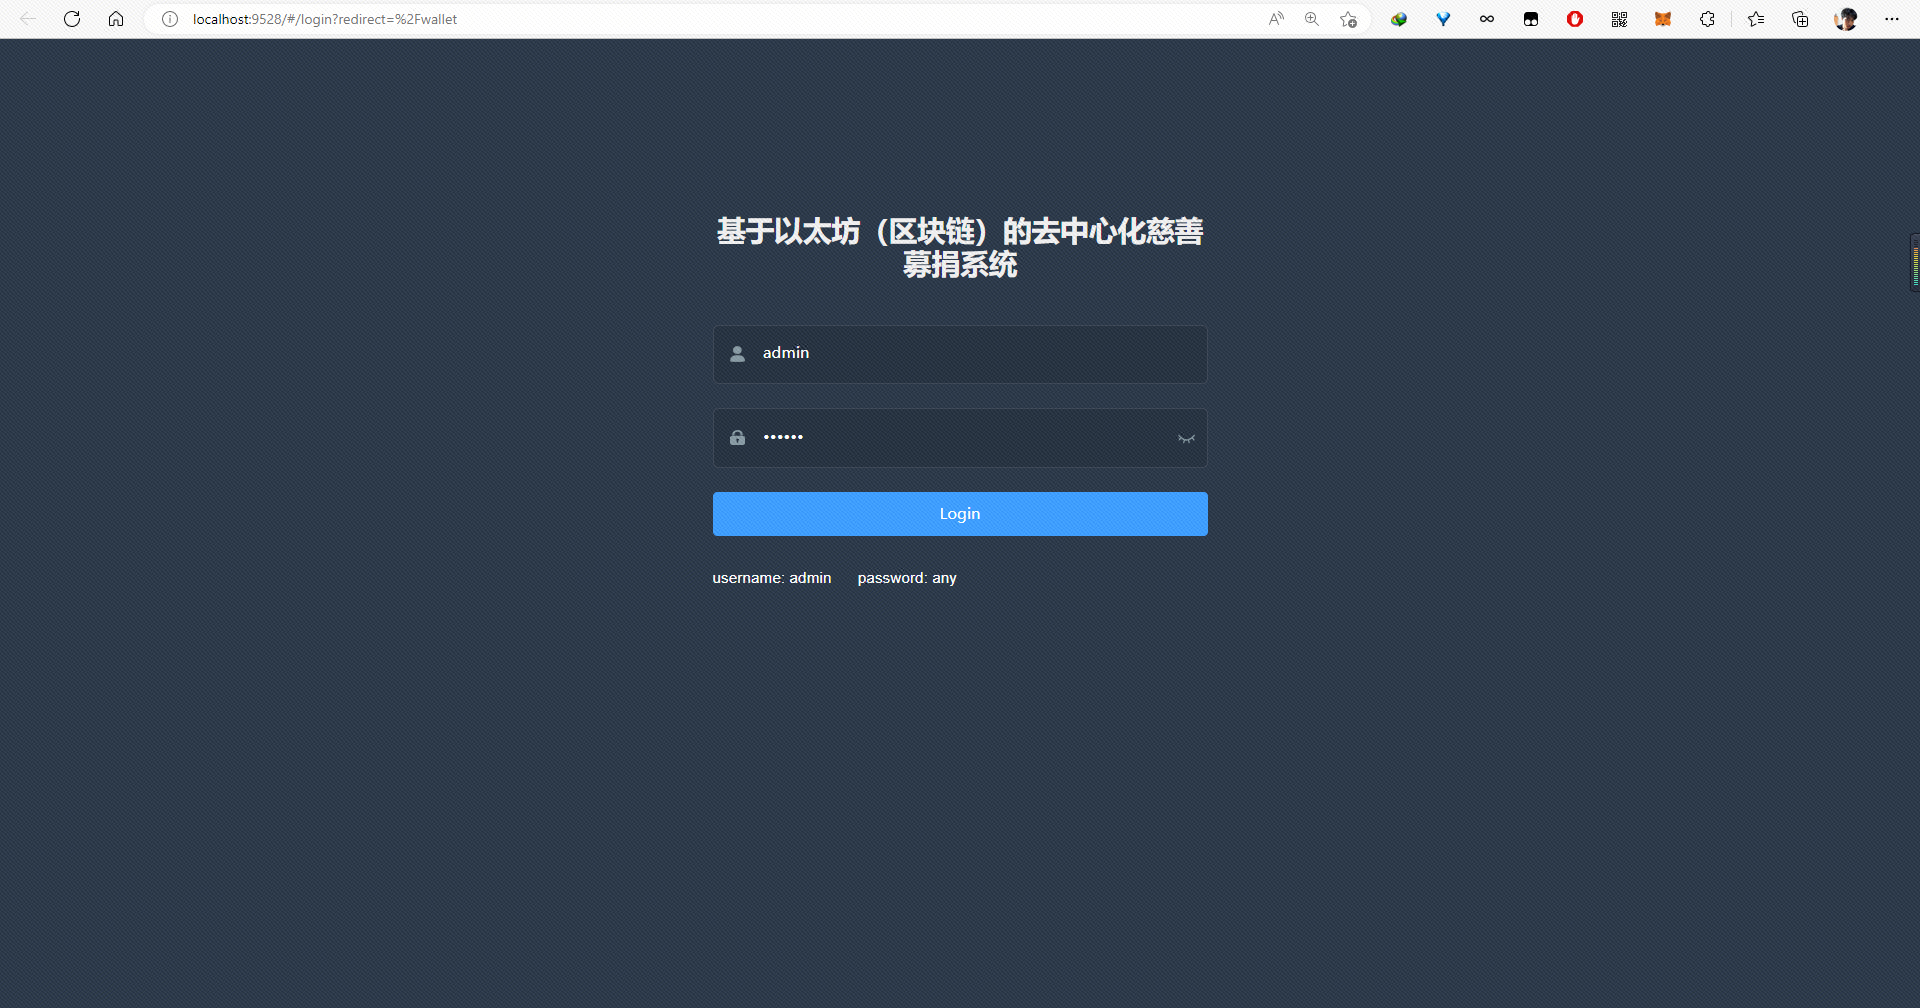 localhost:9528/#/login?redirect=%2Fwallet
基于以太坊（区块链）的去中心化慈善
募捐系统
admin
••••••
Login
username: admin password: any